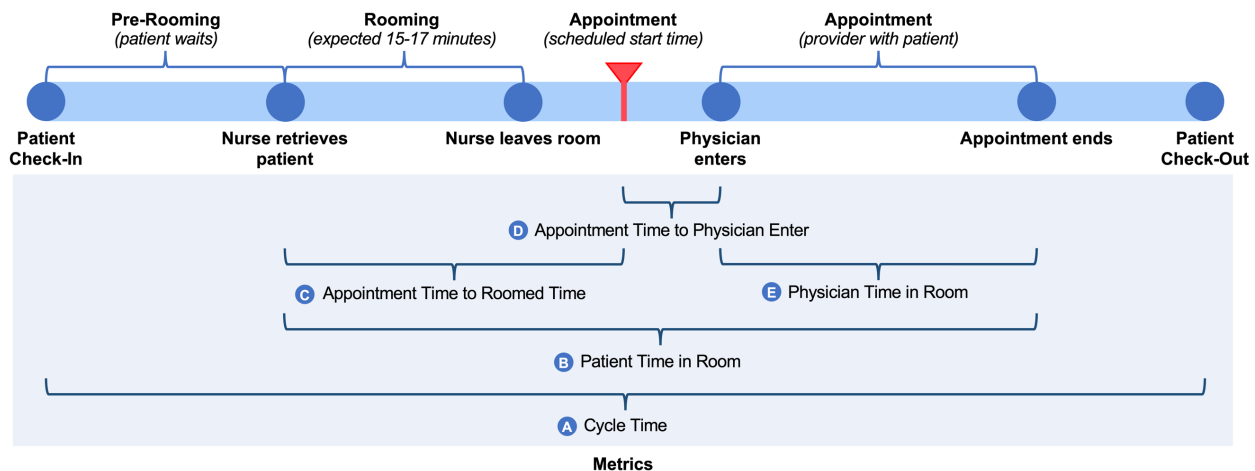 Pre-Rooming
(patient waits)
Rooming
(expected 15-17 minutes)
Appointment
(scheduled start time)
Appointment
(provider with patient)
Patient
Check-In
Nurse retrieves
patient
Nurse leaves room
Physician
enters
Appointment ends
Patient
Check-Out
D Appointment Time to Physician Enter
C Appointment Time to Roomed Time
E Physician Time in Room
B Patient Time in Room
A Cycle Time
Metrics